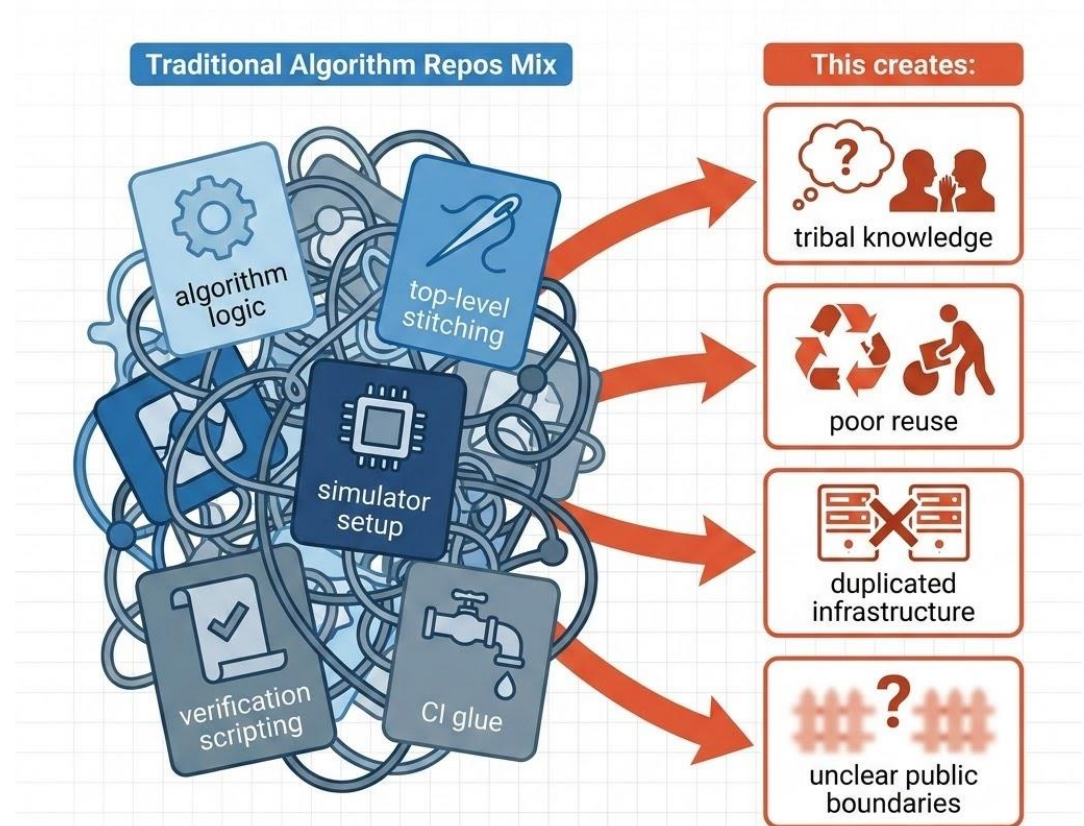 Traditional Algorithm Repos Mix
This creates:
algorithm
logic
top-level
stitching
simulator
setup
verification
scripting
CI glue
?
tribal knowledge
poor reuse
duplicated
infrastructure
?
unclear public
boundaries